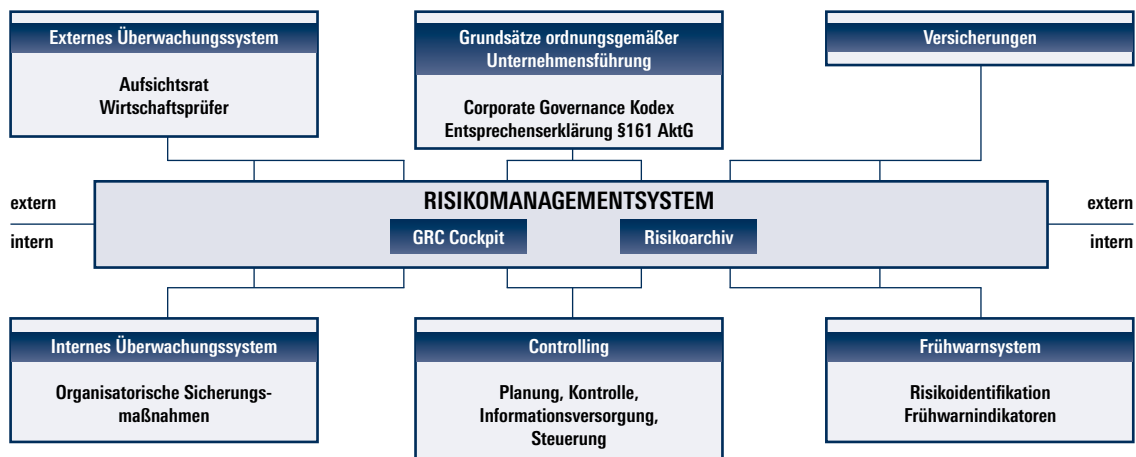 Externes Überwachungssystem
Aufsichtsrat
Wirtschaftsprüfer
Grundsätze ordnungsgemäßer
Unternehmensführung
Corporate Governance Kodex
Entsprechenserklärung §161 AktG
Versicherungen
extern
intern
RISIKOMANAGEMENTSYSTEM
GRC Cockpit
Risikoarchiv
extern
intern
Internes Überwachungssystem
Organisatorische Sicherungs-
maßnahmen
Controlling
Planung, Kontrolle,
Informationsversorgung,
Steuerung
Frühwarnsystem
Risikoidentifikation
Frühwarnindikatoren